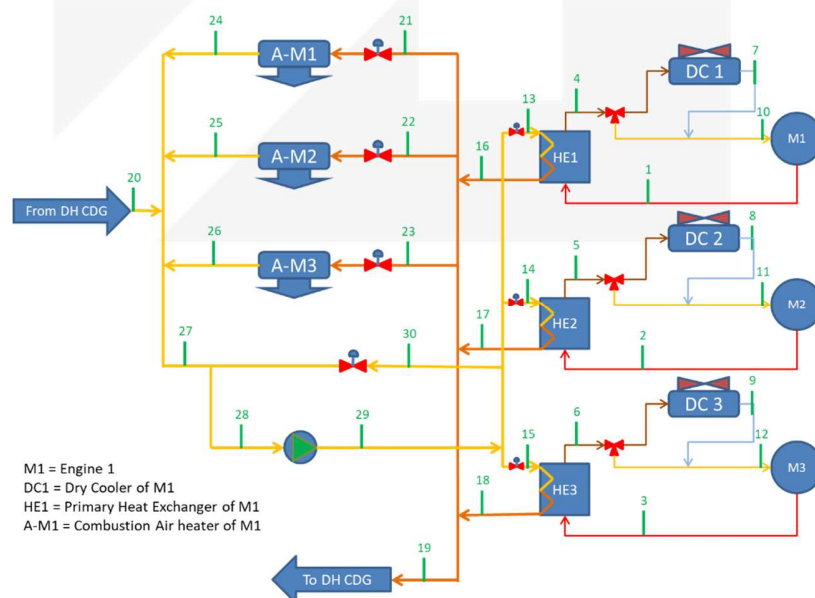 24
21
A-M1
DC 1
7
4
13
10
25
22
A-M2
16
HE1
M1
20
1
From DH CDG
26
23
A-M3
DC 2
8
5
14
11
27
30
17
HE2
M2
2
28
29
DC 3
9
6
15
12
18
HE3
M3
3
M1 = Engine 1
DC1 = Dry Cooler of M1
HE1 = Primary Heat Exchanger of M1
A-M1 = Combustion Air heater of M1
19
To DH CDG